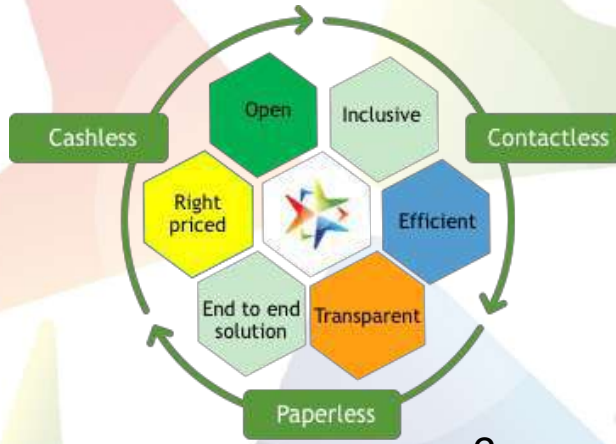 Open
Inclusive
Cashless
Contactless
Right
priced
Efficient
End to end
solution
Transparent
Paperless